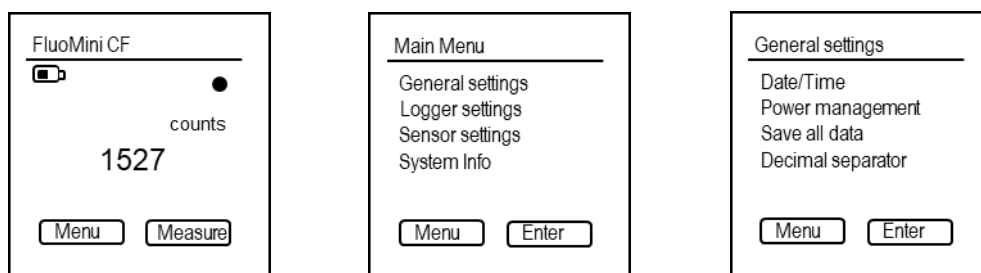 FluoMini CF
counts
1527
Menu Measure
Main Menu
General settings
Logger settings
Sensor settings
System Info
Menu Enter
General settings
Date/Time
Power management
Save all data
Decimal separator
Menu Enter